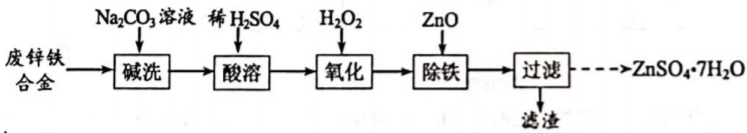 Na₂CO₃溶液 稀H₂SO₄ H₂O₂ ZnO
废锌铁
合金
碱洗 酸溶 氧化 除铁 过滤 ZnSO₄·7H₂O
滤渣